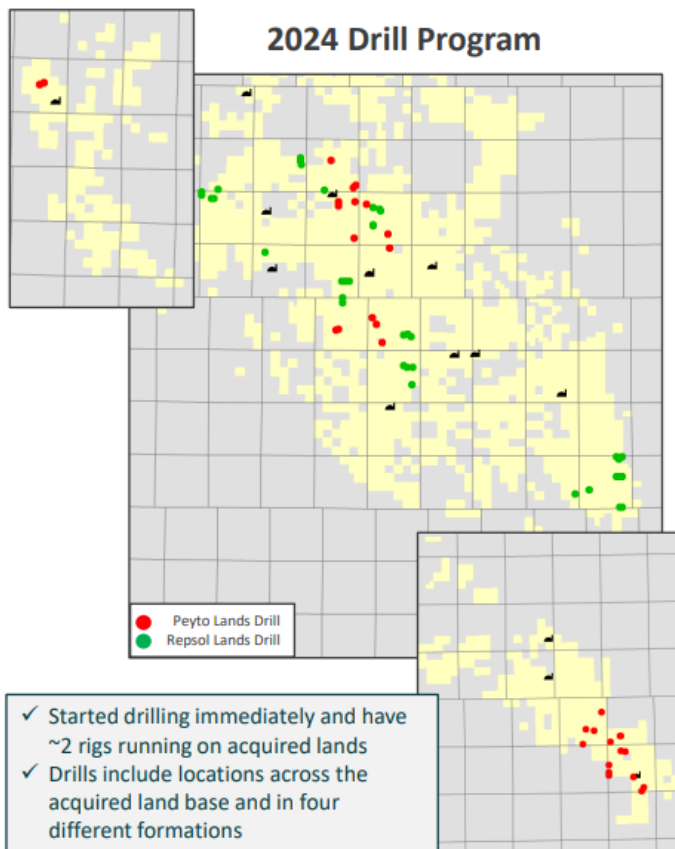 2024 Drill Program
Peyto Lands Drill
Repsol Lands Drill
✓ Started drilling immediately and have
~2 rigs running on acquired lands
✓ Drills include locations across the
acquired land base and in four
different formations